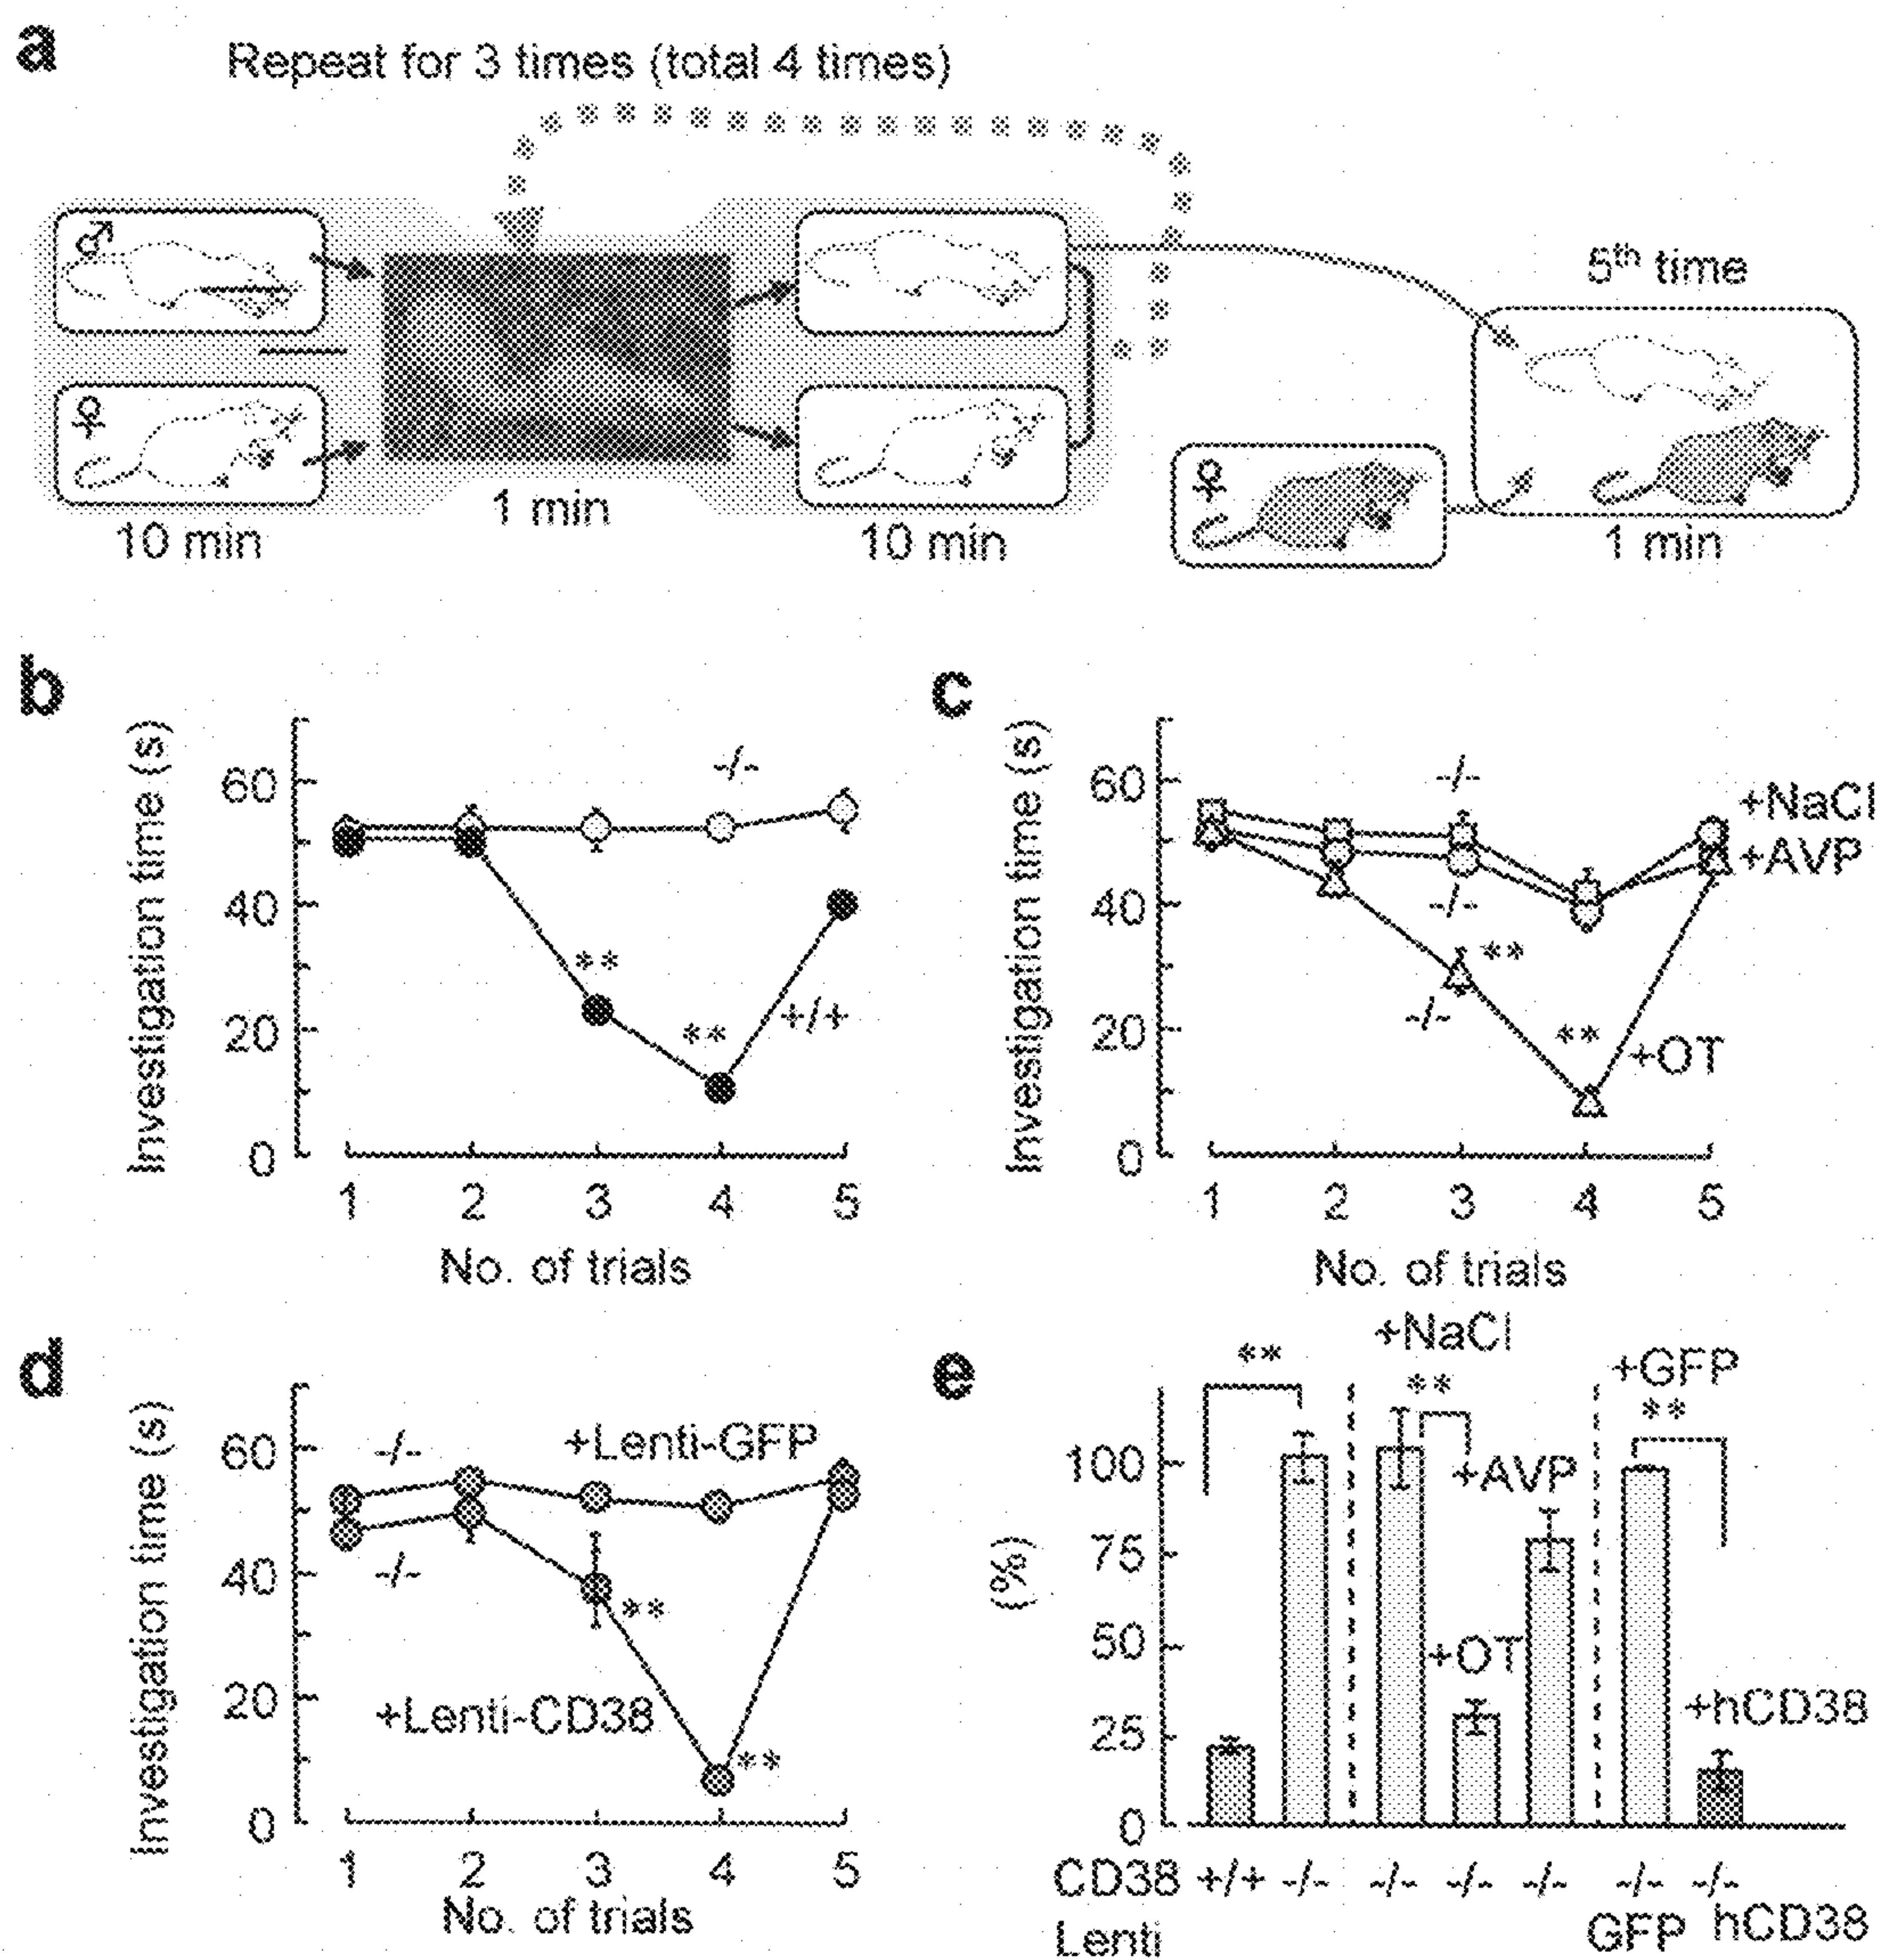 a
Repeat for 3 times (total 4 times)
♂
5th time
♀
♀
10 min
1 min
10 min
1 min
b
Investigation time (s)
60
40
20
0
-/-
**
**
+/+
1 2 3 4 5
No. of trials
c
Investigation time (s)
60
40
20
0
-/-
+NaCl
+AVP
-/-
**
-/-
**
+OT
1 2 3 4 5
No. of trials
d
Investigation time (s)
60
40
20
0
-/-
+Lenti-GFP
-/-
**
+Lenti-CD38
**
1 2 3 4 5
No. of trials
e
(%)
100
75
50
25
0
**
+NaCl
**
+AVP
+OT
+GFP
**
+hCD38
CD38 +/+ -/- -/- -/- -/- -/- -/-
Lenti GFP hCD38